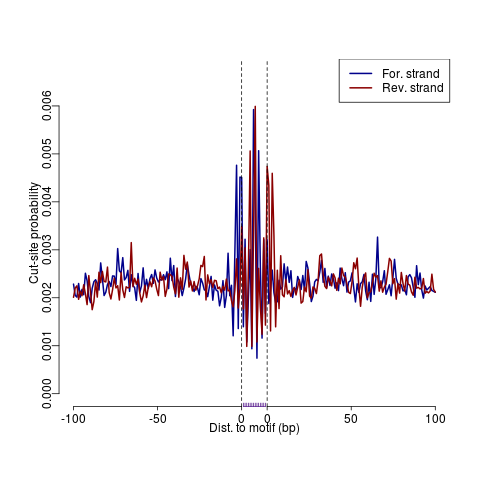 For. strand
Rev. strand
Cut-site probability
0.006
0.005
0.004
0.003
0.002
0.001
0.000
-100 -50 0 0 50 100
Dist. to motif (bp)